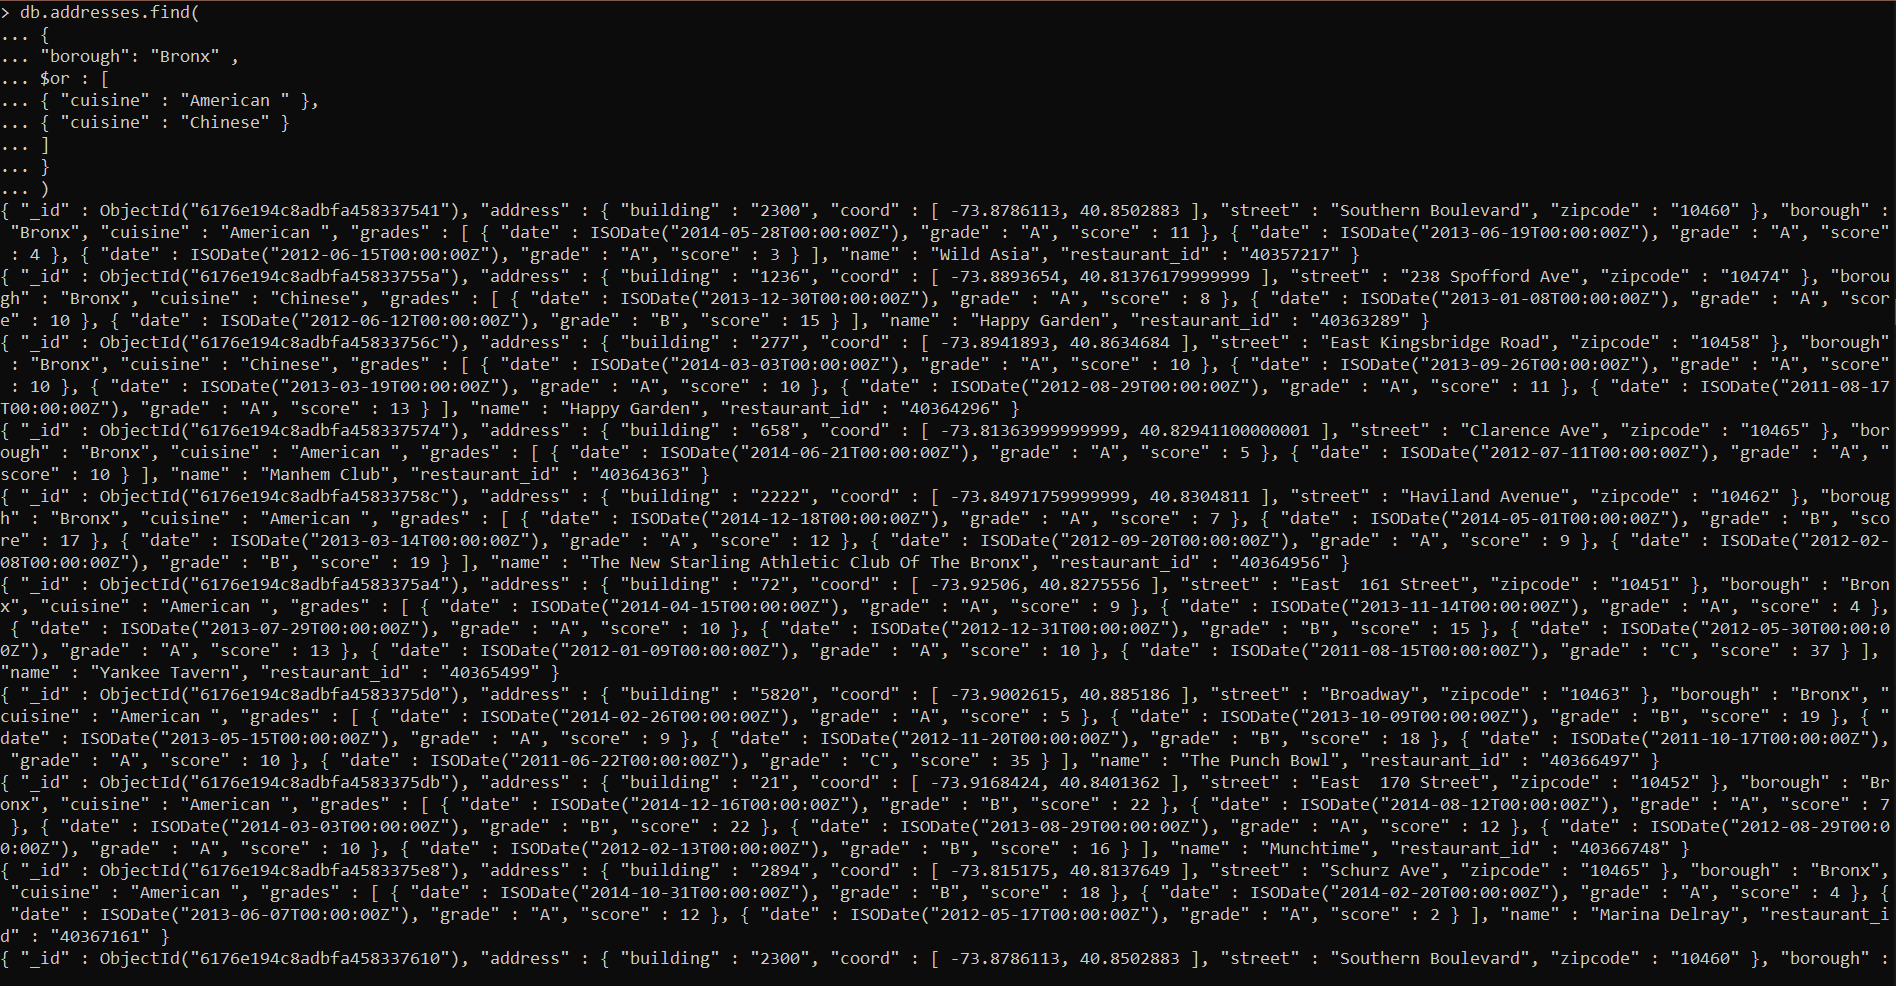 > db.addresses.find(
... {
... "borough": "Bronx" ,
... $or : [
... { "cuisine" : "American " },
... { "cuisine" : "Chinese" }
... ]
... }
... )
{ "_id" : ObjectId("6176e194c8adbfa458337541"), "address" : { "building" : "2300", "coord" : [ -73.8786113, 40.8502883 ], "street" : "Southern Boulevard", "zipcode" : "10460" }, "borough" :
 "Bronx", "cuisine" : "American ", "grades" : [ { "date" : ISODate("2014-05-28T00:00:00Z"), "grade" : "A", "score" : 11 }, { "date" : ISODate("2013-06-19T00:00:00Z"), "grade" : "A", "score"
 : 4 }, { "date" : ISODate("2012-06-15T00:00:00Z"), "grade" : "A", "score" : 3 } ], "name" : "Wild Asia", "restaurant_id" : "40357217" }
{ "_id" : ObjectId("6176e194c8adbfa45833755a"), "address" : { "building" : "1236", "coord" : [ -73.8893654, 40.81376179999999 ], "street" : "238 Spofford Ave", "zipcode" : "10474" }, "borou
gh" : "Bronx", "cuisine" : "Chinese", "grades" : [ { "date" : ISODate("2013-12-30T00:00:00Z"), "grade" : "A", "score" : 8 }, { "date" : ISODate("2013-01-08T00:00:00Z"), "grade" : "A", "scor
e" : 10 }, { "date" : ISODate("2012-06-12T00:00:00Z"), "grade" : "B", "score" : 15 } ], "name" : "Happy Garden", "restaurant_id" : "40363289" }
{ "_id" : ObjectId("6176e194c8adbfa45833756c"), "address" : { "building" : "277", "coord" : [ -73.8941893, 40.8634684 ], "street" : "East Kingsbridge Road", "zipcode" : "10458" }, "borough"
 : "Bronx", "cuisine" : "Chinese", "grades" : [ { "date" : ISODate("2014-03-03T00:00:00Z"), "grade" : "A", "score" : 10 }, { "date" : ISODate("2013-09-26T00:00:00Z"), "grade" : "A", "score"
 : 10 }, { "date" : ISODate("2013-03-19T00:00:00Z"), "grade" : "A", "score" : 10 }, { "date" : ISODate("2012-08-29T00:00:00Z"), "grade" : "A", "score" : 11 }, { "date" : ISODate("2011-08-17
T00:00:00Z"), "grade" : "A", "score" : 13 } ], "name" : "Happy Garden", "restaurant_id" : "40364296" }
{ "_id" : ObjectId("6176e194c8adbfa458337574"), "address" : { "building" : "658", "coord" : [ -73.81363999999999, 40.82941100000001 ], "street" : "Clarence Ave", "zipcode" : "10465" }, "bor
ough" : "Bronx", "cuisine" : "American ", "grades" : [ { "date" : ISODate("2014-06-21T00:00:00Z"), "grade" : "A", "score" : 5 }, { "date" : ISODate("2012-07-11T00:00:00Z"), "grade" : "A", "
score" : 10 } ], "name" : "Manhem Club", "restaurant_id" : "40364363" }
{ "_id" : ObjectId("6176e194c8adbfa45833758c"), "address" : { "building" : "2222", "coord" : [ -73.84971759999999, 40.8304811 ], "street" : "Haviland Avenue", "zipcode" : "10462" }, "boroug
h" : "Bronx", "cuisine" : "American ", "grades" : [ { "date" : ISODate("2014-12-18T00:00:00Z"), "grade" : "A", "score" : 7 }, { "date" : ISODate("2014-05-01T00:00:00Z"), "grade" : "B", "sco
re" : 17 }, { "date" : ISODate("2013-03-14T00:00:00Z"), "grade" : "A", "score" : 12 }, { "date" : ISODate("2012-09-20T00:00:00Z"), "grade" : "A", "score" : 9 }, { "date" : ISODate("2012-02-
08T00:00:00Z"), "grade" : "B", "score" : 19 } ], "name" : "The New Starling Athletic Club Of The Bronx", "restaurant_id" : "40364956" }
{ "_id" : ObjectId("6176e194c8adbfa4583375a4"), "address" : { "building" : "72", "coord" : [ -73.92506, 40.8275556 ], "street" : "East  161 Street", "zipcode" : "10451" }, "borough" : "Bron
x", "cuisine" : "American ", "grades" : [ { "date" : ISODate("2014-04-15T00:00:00Z"), "grade" : "A", "score" : 9 }, { "date" : ISODate("2013-11-14T00:00:00Z"), "grade" : "A", "score" : 4 },
 { "date" : ISODate("2013-07-29T00:00:00Z"), "grade" : "A", "score" : 10 }, { "date" : ISODate("2012-12-31T00:00:00Z"), "grade" : "B", "score" : 15 }, { "date" : ISODate("2012-05-30T00:00:0
0Z"), "grade" : "A", "score" : 13 }, { "date" : ISODate("2012-01-09T00:00:00Z"), "grade" : "A", "score" : 10 }, { "date" : ISODate("2011-08-15T00:00:00Z"), "grade" : "C", "score" : 37 } ],
"name" : "Yankee Tavern", "restaurant_id" : "40365499" }
{ "_id" : ObjectId("6176e194c8adbfa4583375d0"), "address" : { "building" : "5820", "coord" : [ -73.9002615, 40.885186 ], "street" : "Broadway", "zipcode" : "10463" }, "borough" : "Bronx", "
cuisine" : "American ", "grades" : [ { "date" : ISODate("2014-02-26T00:00:00Z"), "grade" : "A", "score" : 5 }, { "date" : ISODate("2013-10-09T00:00:00Z"), "grade" : "B", "score" : 19 }, { "
date" : ISODate("2013-05-15T00:00:00Z"), "grade" : "A", "score" : 9 }, { "date" : ISODate("2012-11-20T00:00:00Z"), "grade" : "B", "score" : 18 }, { "date" : ISODate("2011-10-17T00:00:00Z"),
 "grade" : "A", "score" : 10 }, { "date" : ISODate("2011-06-22T00:00:00Z"), "grade" : "C", "score" : 35 } ], "name" : "The Punch Bowl", "restaurant_id" : "40366497" }
{ "_id" : ObjectId("6176e194c8adbfa4583375db"), "address" : { "building" : "21", "coord" : [ -73.9168424, 40.8401362 ], "street" : "East  170 Street", "zipcode" : "10452" }, "borough" : "Br
onx", "cuisine" : "American ", "grades" : [ { "date" : ISODate("2014-12-16T00:00:00Z"), "grade" : "B", "score" : 22 }, { "date" : ISODate("2014-08-12T00:00:00Z"), "grade" : "A", "score" : 7
 }, { "date" : ISODate("2014-03-03T00:00:00Z"), "grade" : "B", "score" : 22 }, { "date" : ISODate("2013-08-29T00:00:00Z"), "grade" : "A", "score" : 12 }, { "date" : ISODate("2012-08-29T00:0
0:00Z"), "grade" : "A", "score" : 10 }, { "date" : ISODate("2012-02-13T00:00:00Z"), "grade" : "B", "score" : 16 } ], "name" : "Munchtime", "restaurant_id" : "40366748" }
{ "_id" : ObjectId("6176e194c8adbfa4583375e8"), "address" : { "building" : "2894", "coord" : [ -73.815175, 40.8137649 ], "street" : "Schurz Ave", "zipcode" : "10465" }, "borough" : "Bronx",
 "cuisine" : "American ", "grades" : [ { "date" : ISODate("2014-10-31T00:00:00Z"), "grade" : "B", "score" : 18 }, { "date" : ISODate("2014-02-20T00:00:00Z"), "grade" : "A", "score" : 4 }, {
 "date" : ISODate("2013-06-07T00:00:00Z"), "grade" : "A", "score" : 12 }, { "date" : ISODate("2012-05-17T00:00:00Z"), "grade" : "A", "score" : 2 } ], "name" : "Marina Delray", "restaurant_i
d" : "40367161" }
{ "_id" : ObjectId("6176e194c8adbfa458337610"), "address" : { "building" : "2300", "coord" : [ -73.8786113, 40.8502883 ], "street" : "Southern Boulevard", "zipcode" : "10460" }, "borough" :